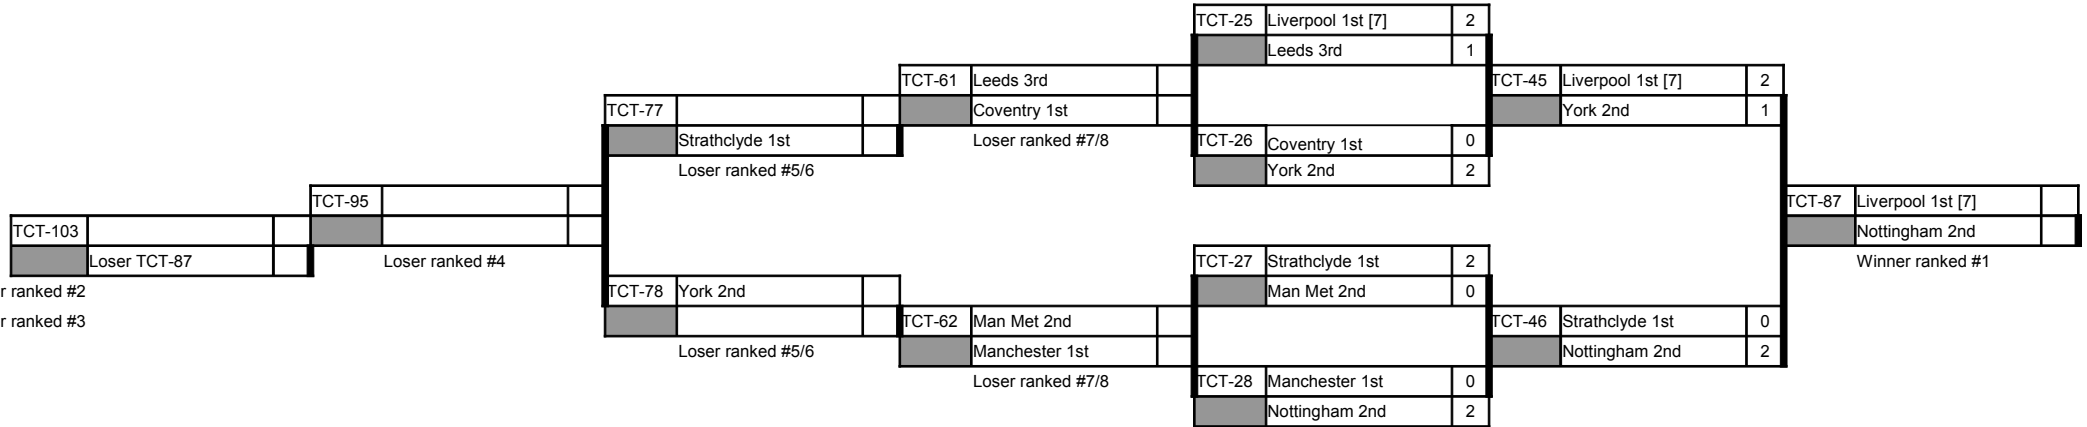 TCT-25 Liverpool 1st [7] 2
Leeds 3rd 1
TCT-61 Leeds 3rd
TCT-45 Liverpool 1st [7] 2
TCT-77
Coventry 1st
York 2nd 1
Strathclyde 1st
Loser ranked #7/8
TCT-26 Coventry 1st 0
Loser ranked #5/6
York 2nd 2
TCT-95
TCT-87 Liverpool 1st [7]
TCT-103
Nottingham 2nd
Loser TCT-87
Loser ranked #4
TCT-27 Strathclyde 1st 2
Winner ranked #1
r ranked #2
TCT-78 York 2nd
Man Met 2nd 0
r ranked #3
TCT-62 Man Met 2nd
TCT-46 Strathclyde 1st 0
Loser ranked #5/6
Manchester 1st
Nottingham 2nd 2
Loser ranked #7/8
TCT-28 Manchester 1st 0
Nottingham 2nd 2